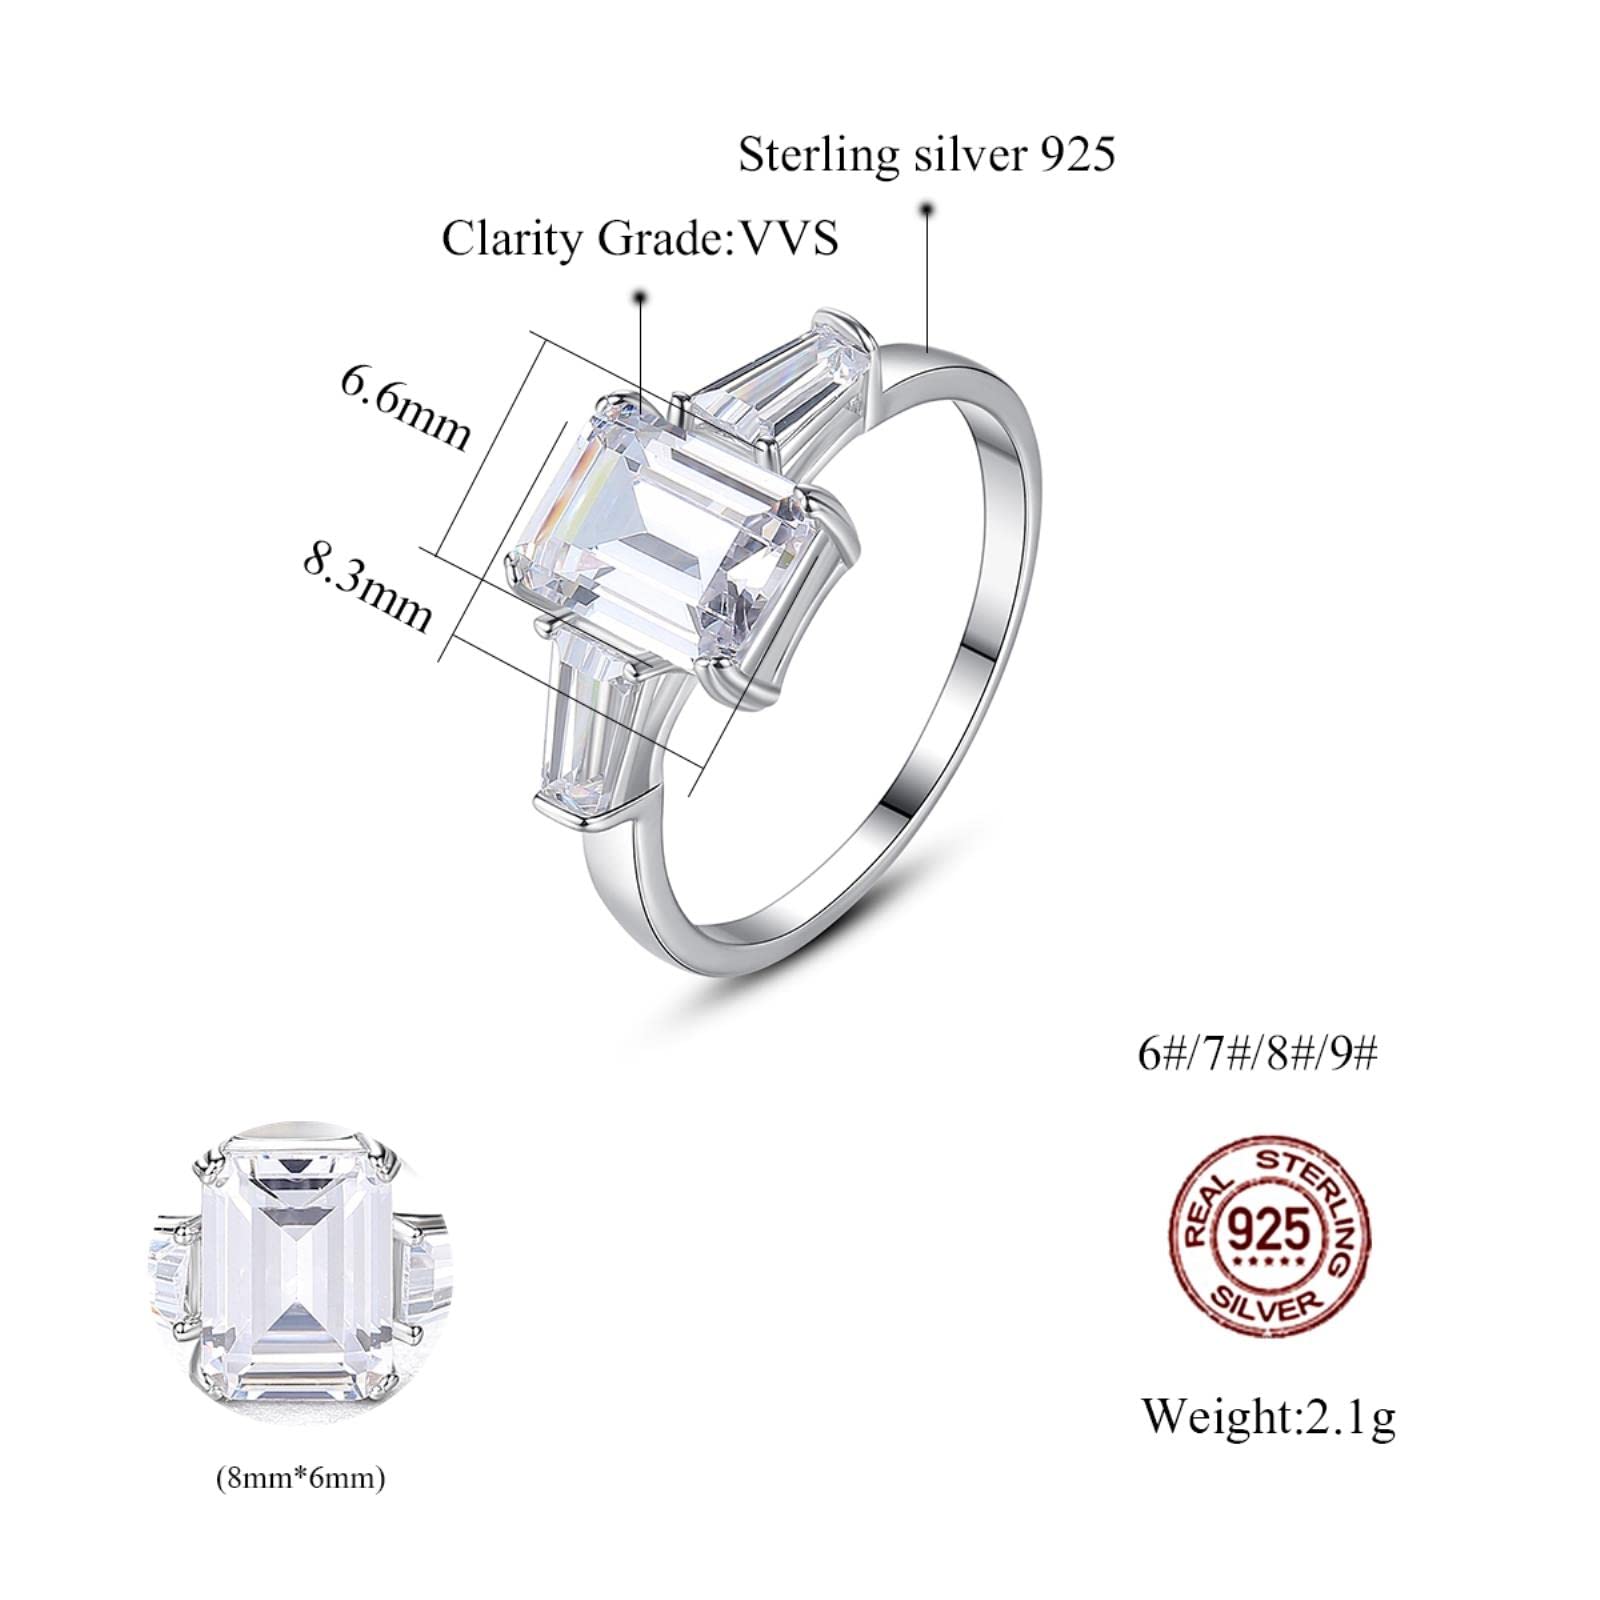 Sterling silver 925
Clarity Grade:VVS
6.6mm
8.3mm
6#/7#/8#/9#
REAL STERLING
925
SILVER
Weight:2.1g
(8mm*6mm)